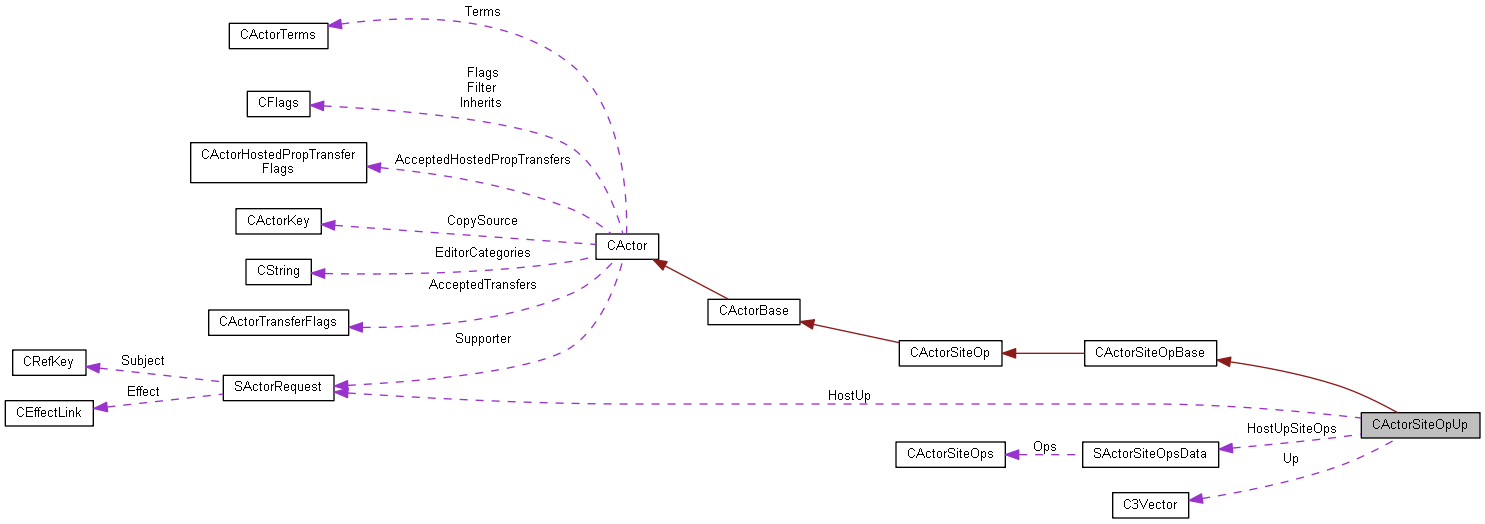 Terms
CActorTerms
Flags
Filter
Inherits
CFlags
CActorHostedPropTransfer
Flags
AcceptedHostedPropTransfers
CActorKey
CopySource
CActor
EditorCategories
CString
AcceptedTransfers
CActorBase
CActorTransferFlags
Supporter
CActorSiteOp
CActorSiteOpBase
CRefKey
Subject
SActorRequest
Effect
CEffectLink
HostUp
CActorSiteOpUp
HostUpSiteOps
CActorSiteOps
Ops
SActorSiteOpsData
Up
C3Vector